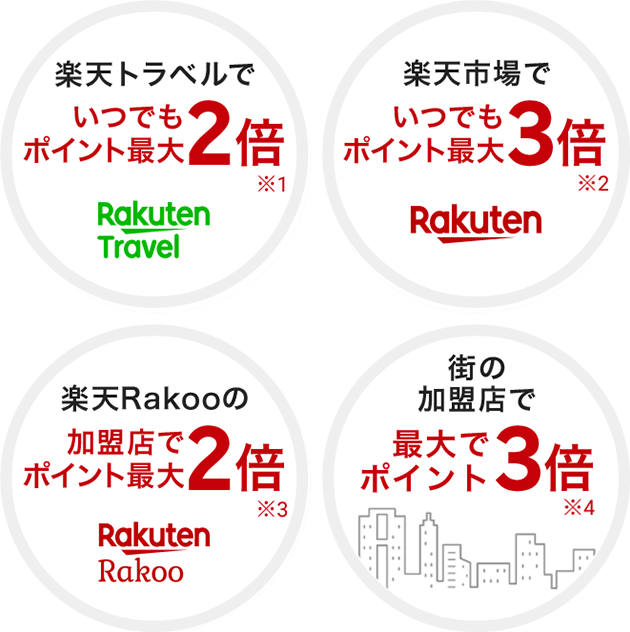 楽天トラベルで
いつでも
ポイント最大2倍
※1
Rakuten
Travel
楽天市場で
いつでも
ポイント最大3倍
※2
Rakuten
楽天Rakooの
加盟店で
ポイント最大2倍
※3
Rakuten
Rakoo
街の
加盟店で
最大で
ポイント3倍
※4